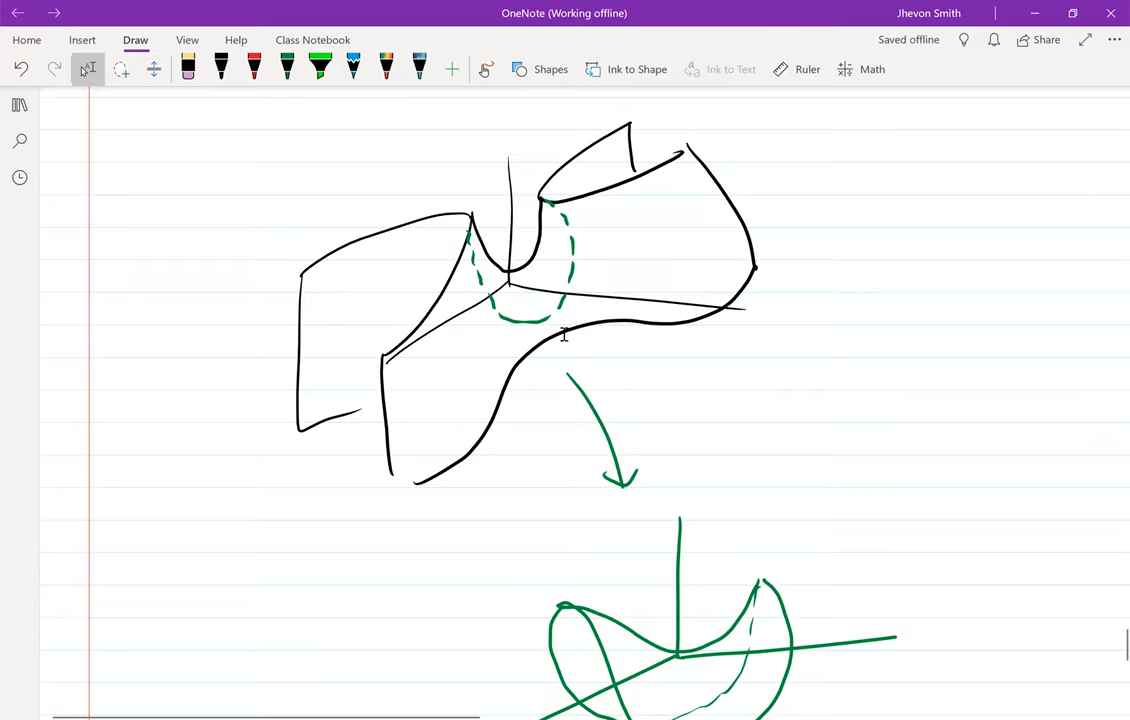 OneNote (Working offline)
Jhevon Smith
Home Insert Draw View Help Class Notebook
Saved offline
Share
Shapes
Ink to Shape
Ink to Text
Ruler
Math